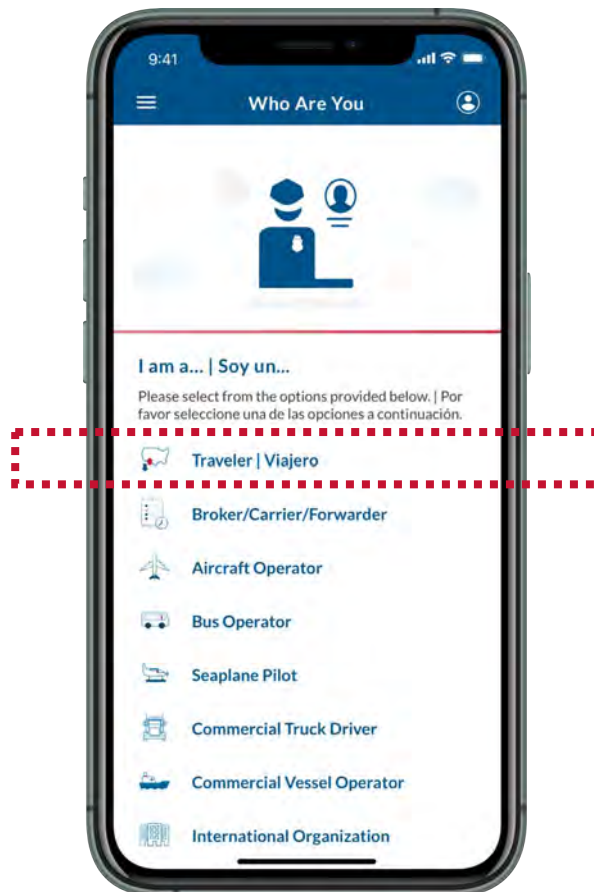 9:41
Who Are You
I am a... | Soy un...
Please select from the options provided below. | Por
favor seleccione una de las opciones a continuación.
Traveler | Viajero
Broker/Carrier/Forwarder
Aircraft Operator
Bus Operator
Seaplane Pilot
Commercial Truck Driver
Commercial Vessel Operator
International Organization